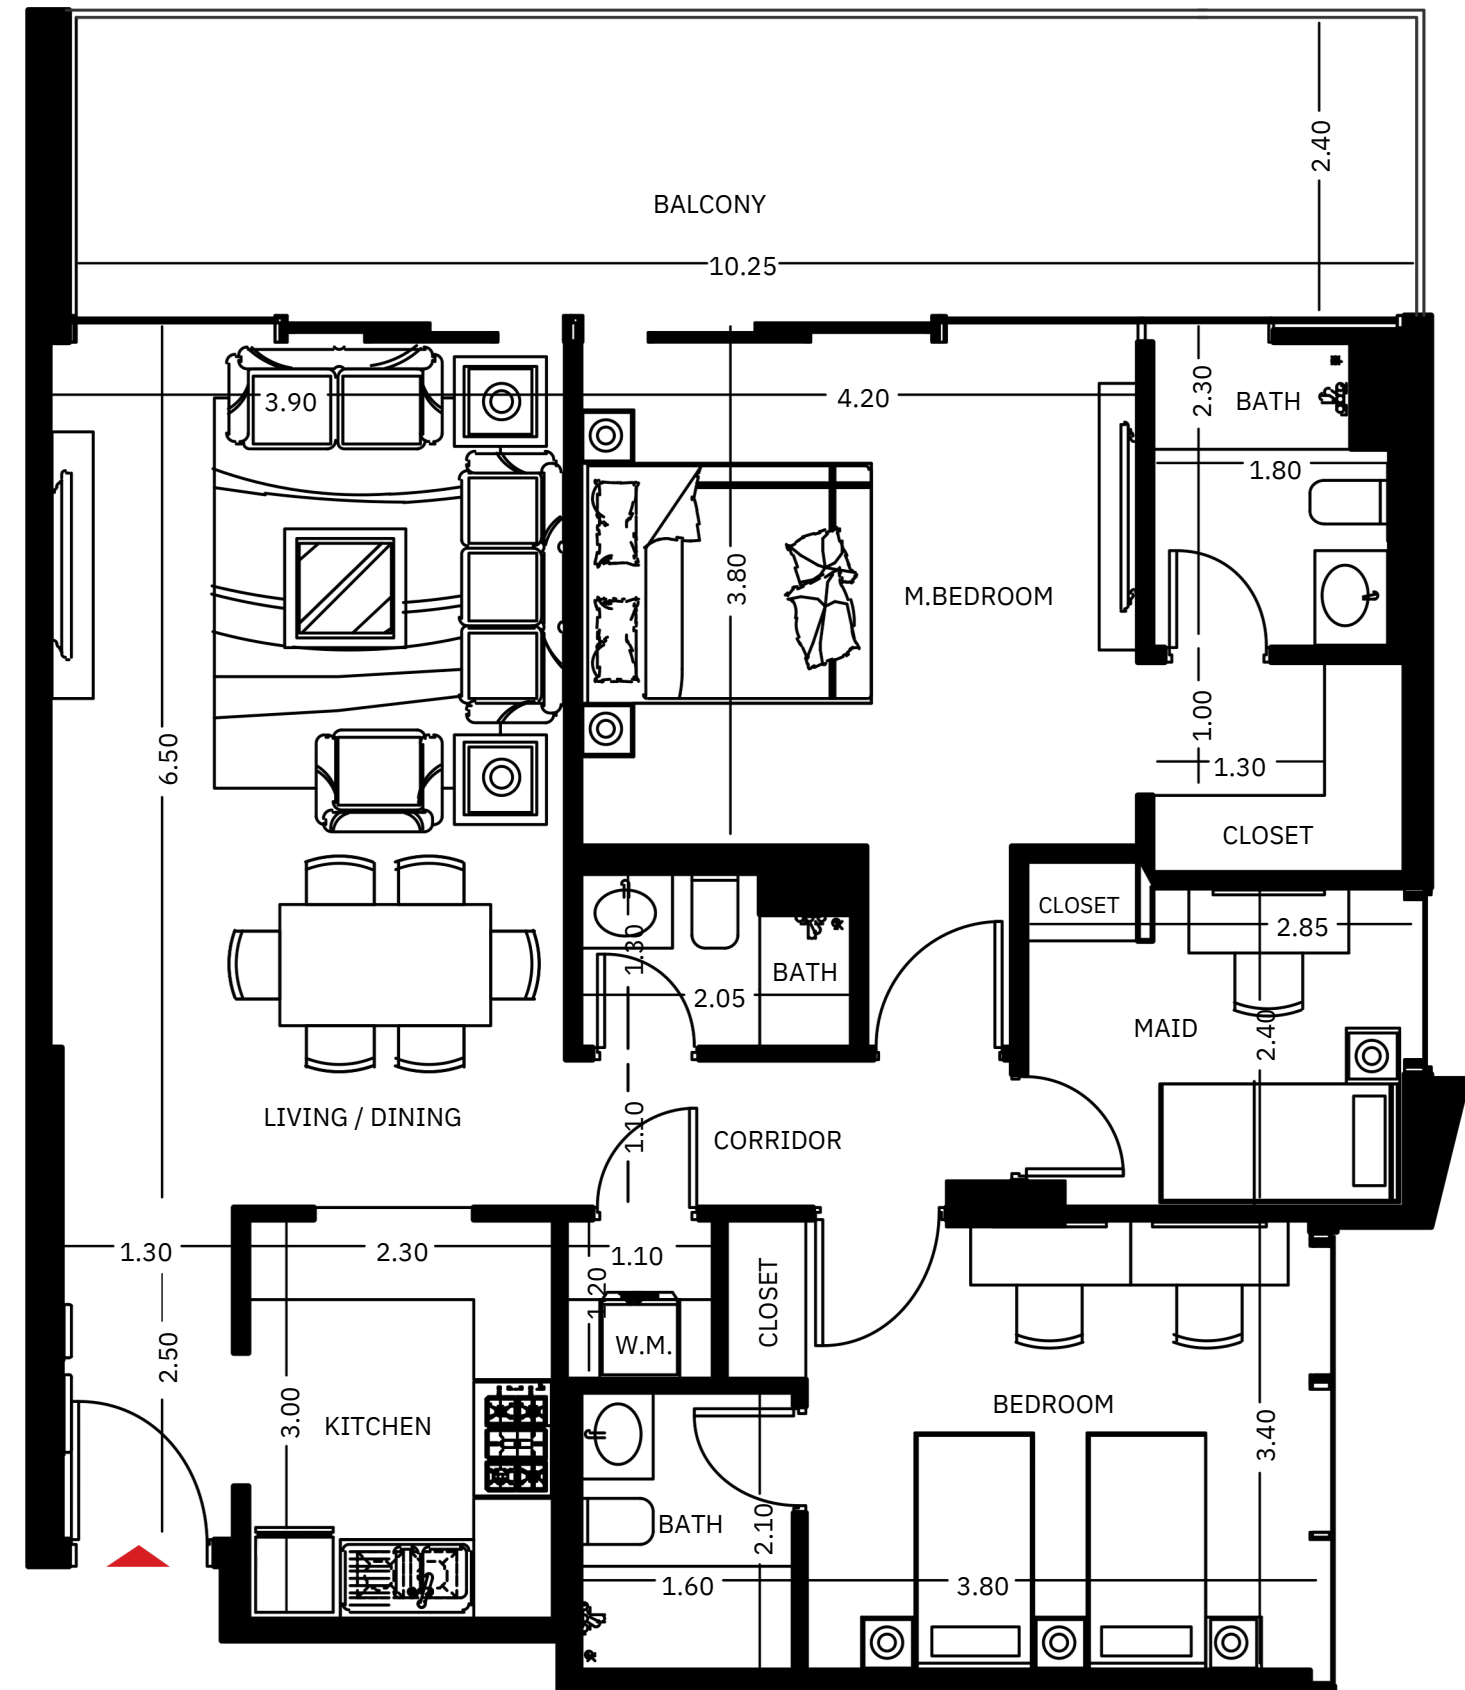 2.40
BALCONY
10.25
3.90
4.20
2.30
BATH
1.80
3.80
M.BEDROOM
6.50
1.00
1.30
CLOSET
CLOSET
2.85
1.30
BATH
2.05
MAID
2.40
LIVING / DINING
1.10
CORRIDOR
1.30
2.30
1.10
1.20
CLOSET
W.M.
2.50
3.00
KITCHEN
BEDROOM
3.40
BATH
2.10
1.60
3.80